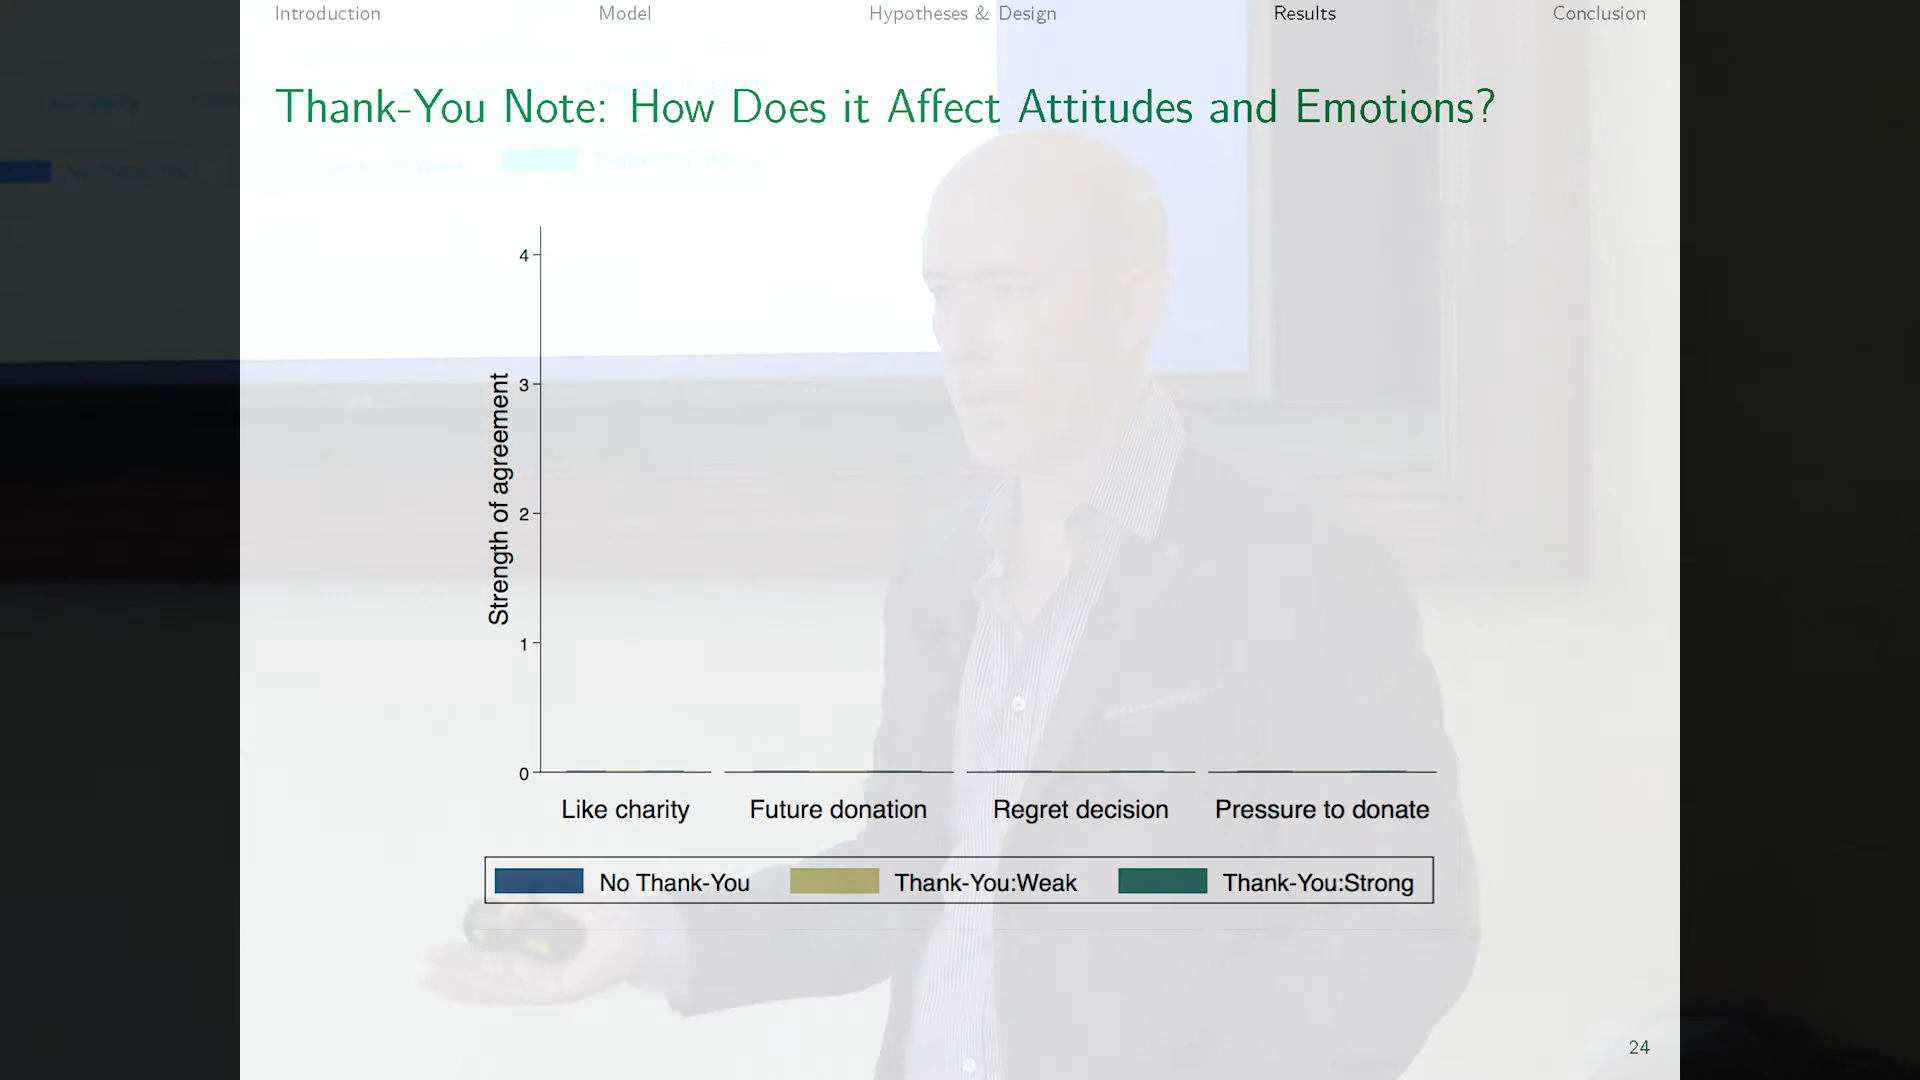 Introduction Model Hypotheses & Design Results Conclusion
Thank-You Note: How Does it Affect Attitudes and Emotions?
4
3
2
1
0
Strength of agreement
Like charity Future donation Regret decision Pressure to donate
No Thank-You Thank-You:Weak Thank-You:Strong
24